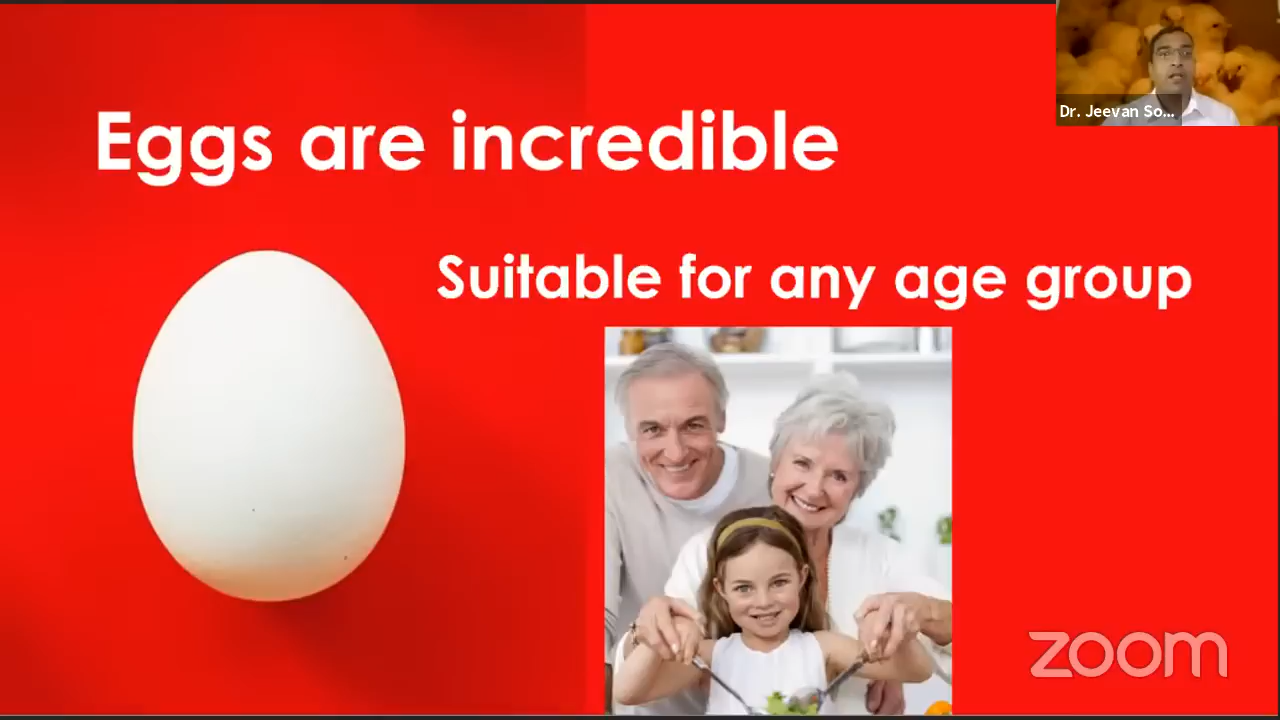 Eggs are incredible
Suitable for any age group
Dr. Jeevan So...
zoom